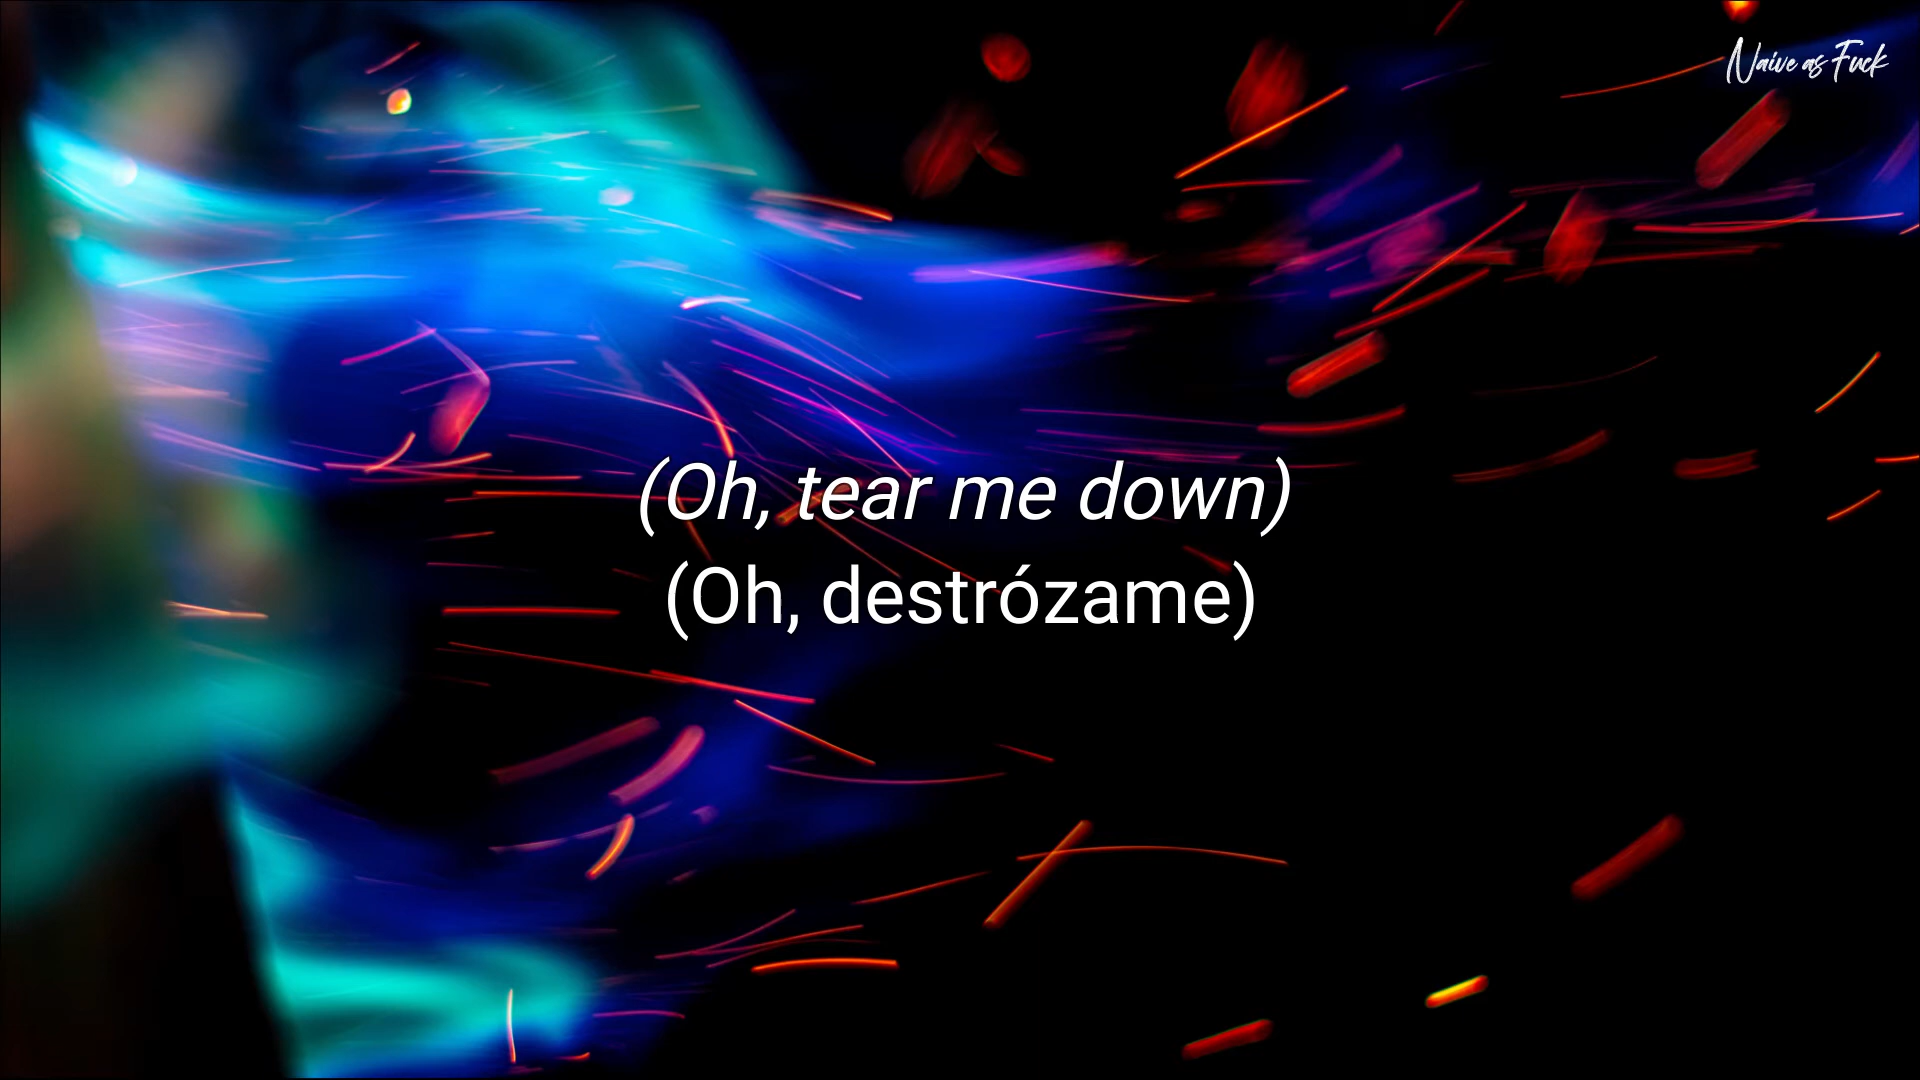 Naive as Fuck
(Oh, tear me down)
(Oh, destrózame)